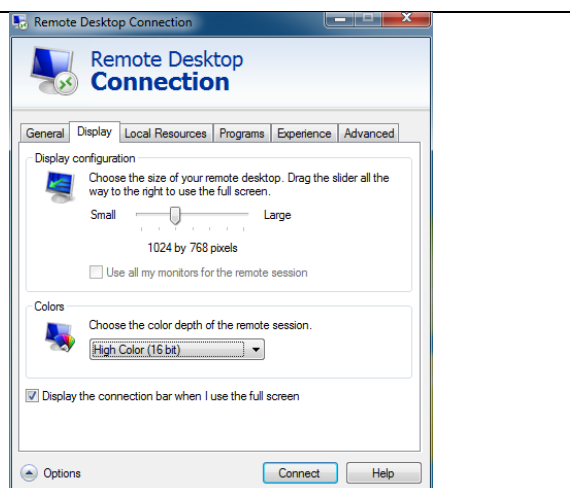 Remote Desktop Connection
Remote Desktop
Connection
General Display Local Resources Programs Experience Advanced
Display configuration
Choose the size of your remote desktop. Drag the slider all the
way to the right to use the full screen.
Small Large
1024 by 768 pixels
Use all my monitors for the remote session
Colors
Choose the color depth of the remote session.
High Color (16 bit)
Display the connection bar when I use the full screen
Options Connect Help